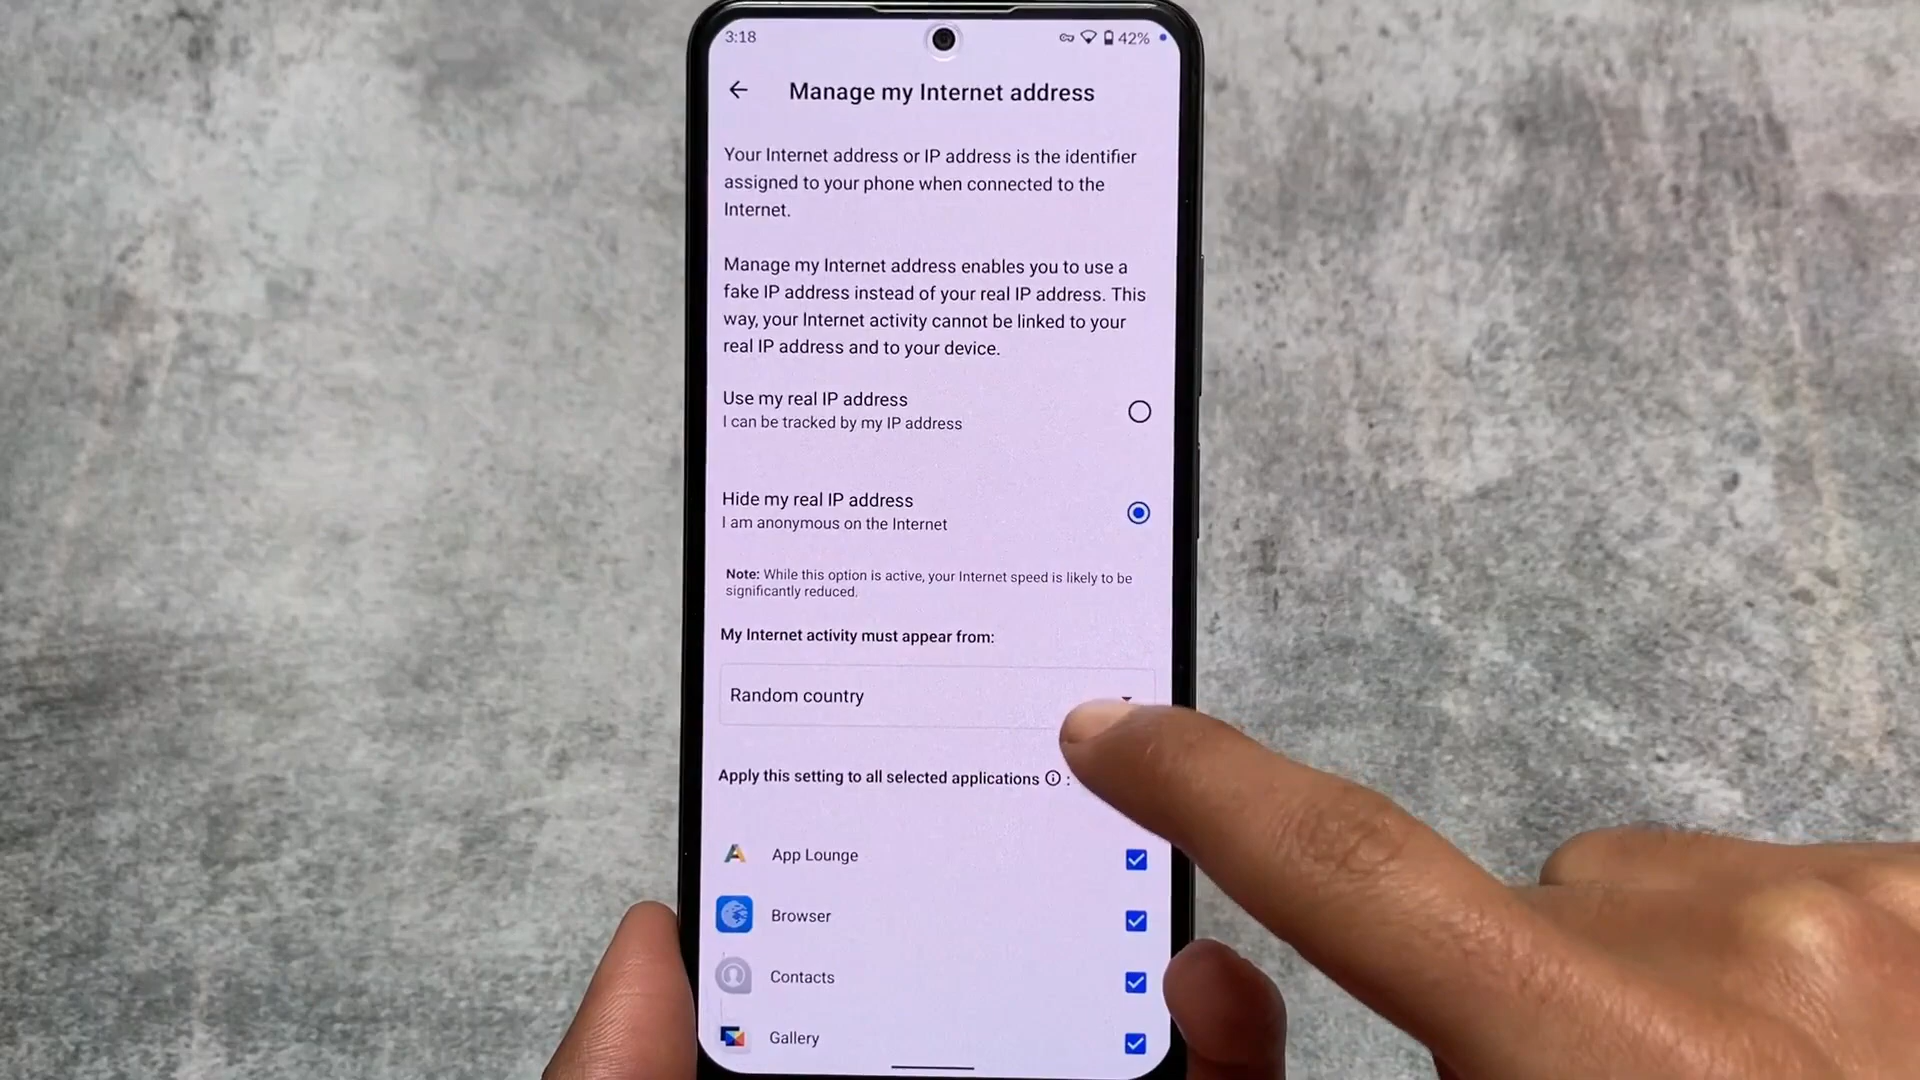 3:18
42%
Manage my Internet address
Your Internet address or IP address is the identifier
assigned to your phone when connected to the
Internet.
Manage my Internet address enables you to use a
fake IP address instead of your real IP address. This
way, your Internet activity cannot be linked to your
real IP address and to your device.
Use my real IP address
I can be tracked by my IP address
Hide my real IP address
I am anonymous on the Internet
Note: While this option is active, your Internet speed is likely to be
significantly reduced.
My Internet activity must appear from:
Random country
Apply this setting to all selected applications ⓘ :
App Lounge
Browser
Contacts
Gallery